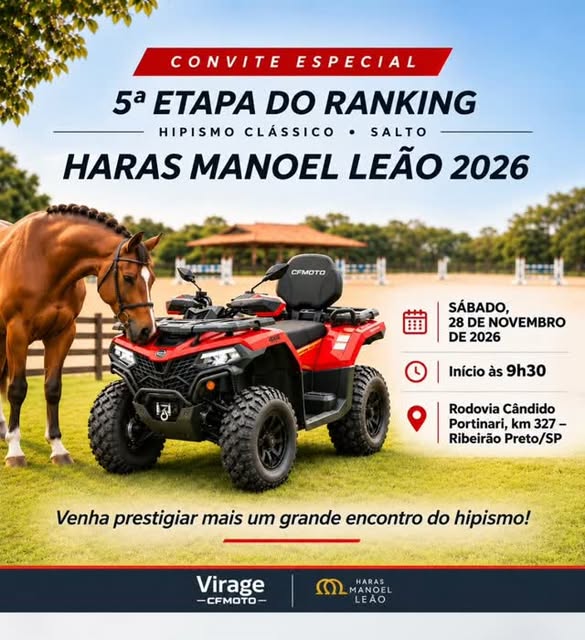 CONVITE ESPECIAL
5ª ETAPA DO RANKING
HIPISMO CLÁSSICO • SALTO
HARAS MANOEL LEÃO 2026
CFMOTO
SÁBADO,
28 DE NOVEMBRO
DE 2026
Início às 9h30
Rodovia Cândido
Portinari, km 327 –
Ribeirão Preto/SP
Venha prestigiar mais um grande encontro do hipismo!
Virage
CFMOTO
HARAS
MANOEL
LEÃO